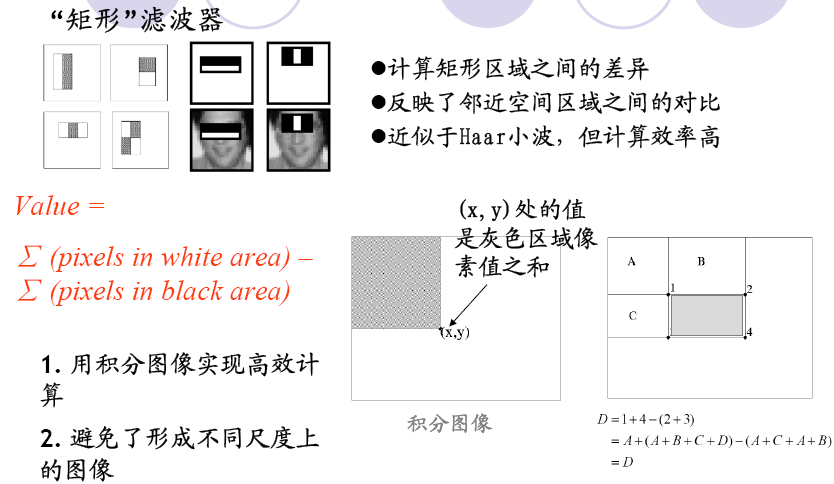 “矩形”滤波器
●计算矩形区域之间的差异
●反映了邻近空间区域之间的对比
●近似于Haar小波，但计算效率高
Value =
∑ (pixels in white area) –
∑ (pixels in black area)
1. 用积分图像实现高效计
算
2. 避免了形成不同尺度上
的图像
(x,y)处的值
是灰色区域像
素值之和
(x,y)
积分图像
A
B
1
2
C
4
D=1+4−(2+3)
=A+(A+B+C+D)−(A+C+A+B)
=D